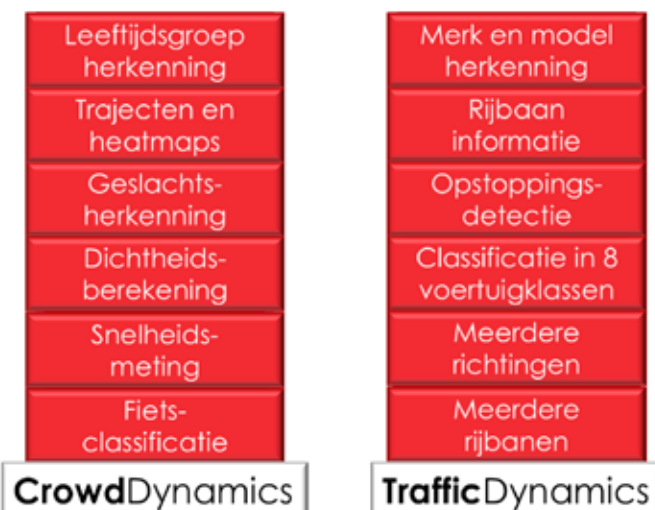 Leeftijdsgroep
herkenning
Trajecten en
heatmaps
Geslachts-
herkenning
Dichtheids-
berekening
Snelheids-
meting
Fiets-
classificatie
CrowdDynamics
Merk en model
herkenning
Rijbaan
informatie
Opstoppings-
detectie
Classificatie in 8
voertuigklassen
Meerdere
richtingen
Meerdere
rijbanen
TrafficDynamics